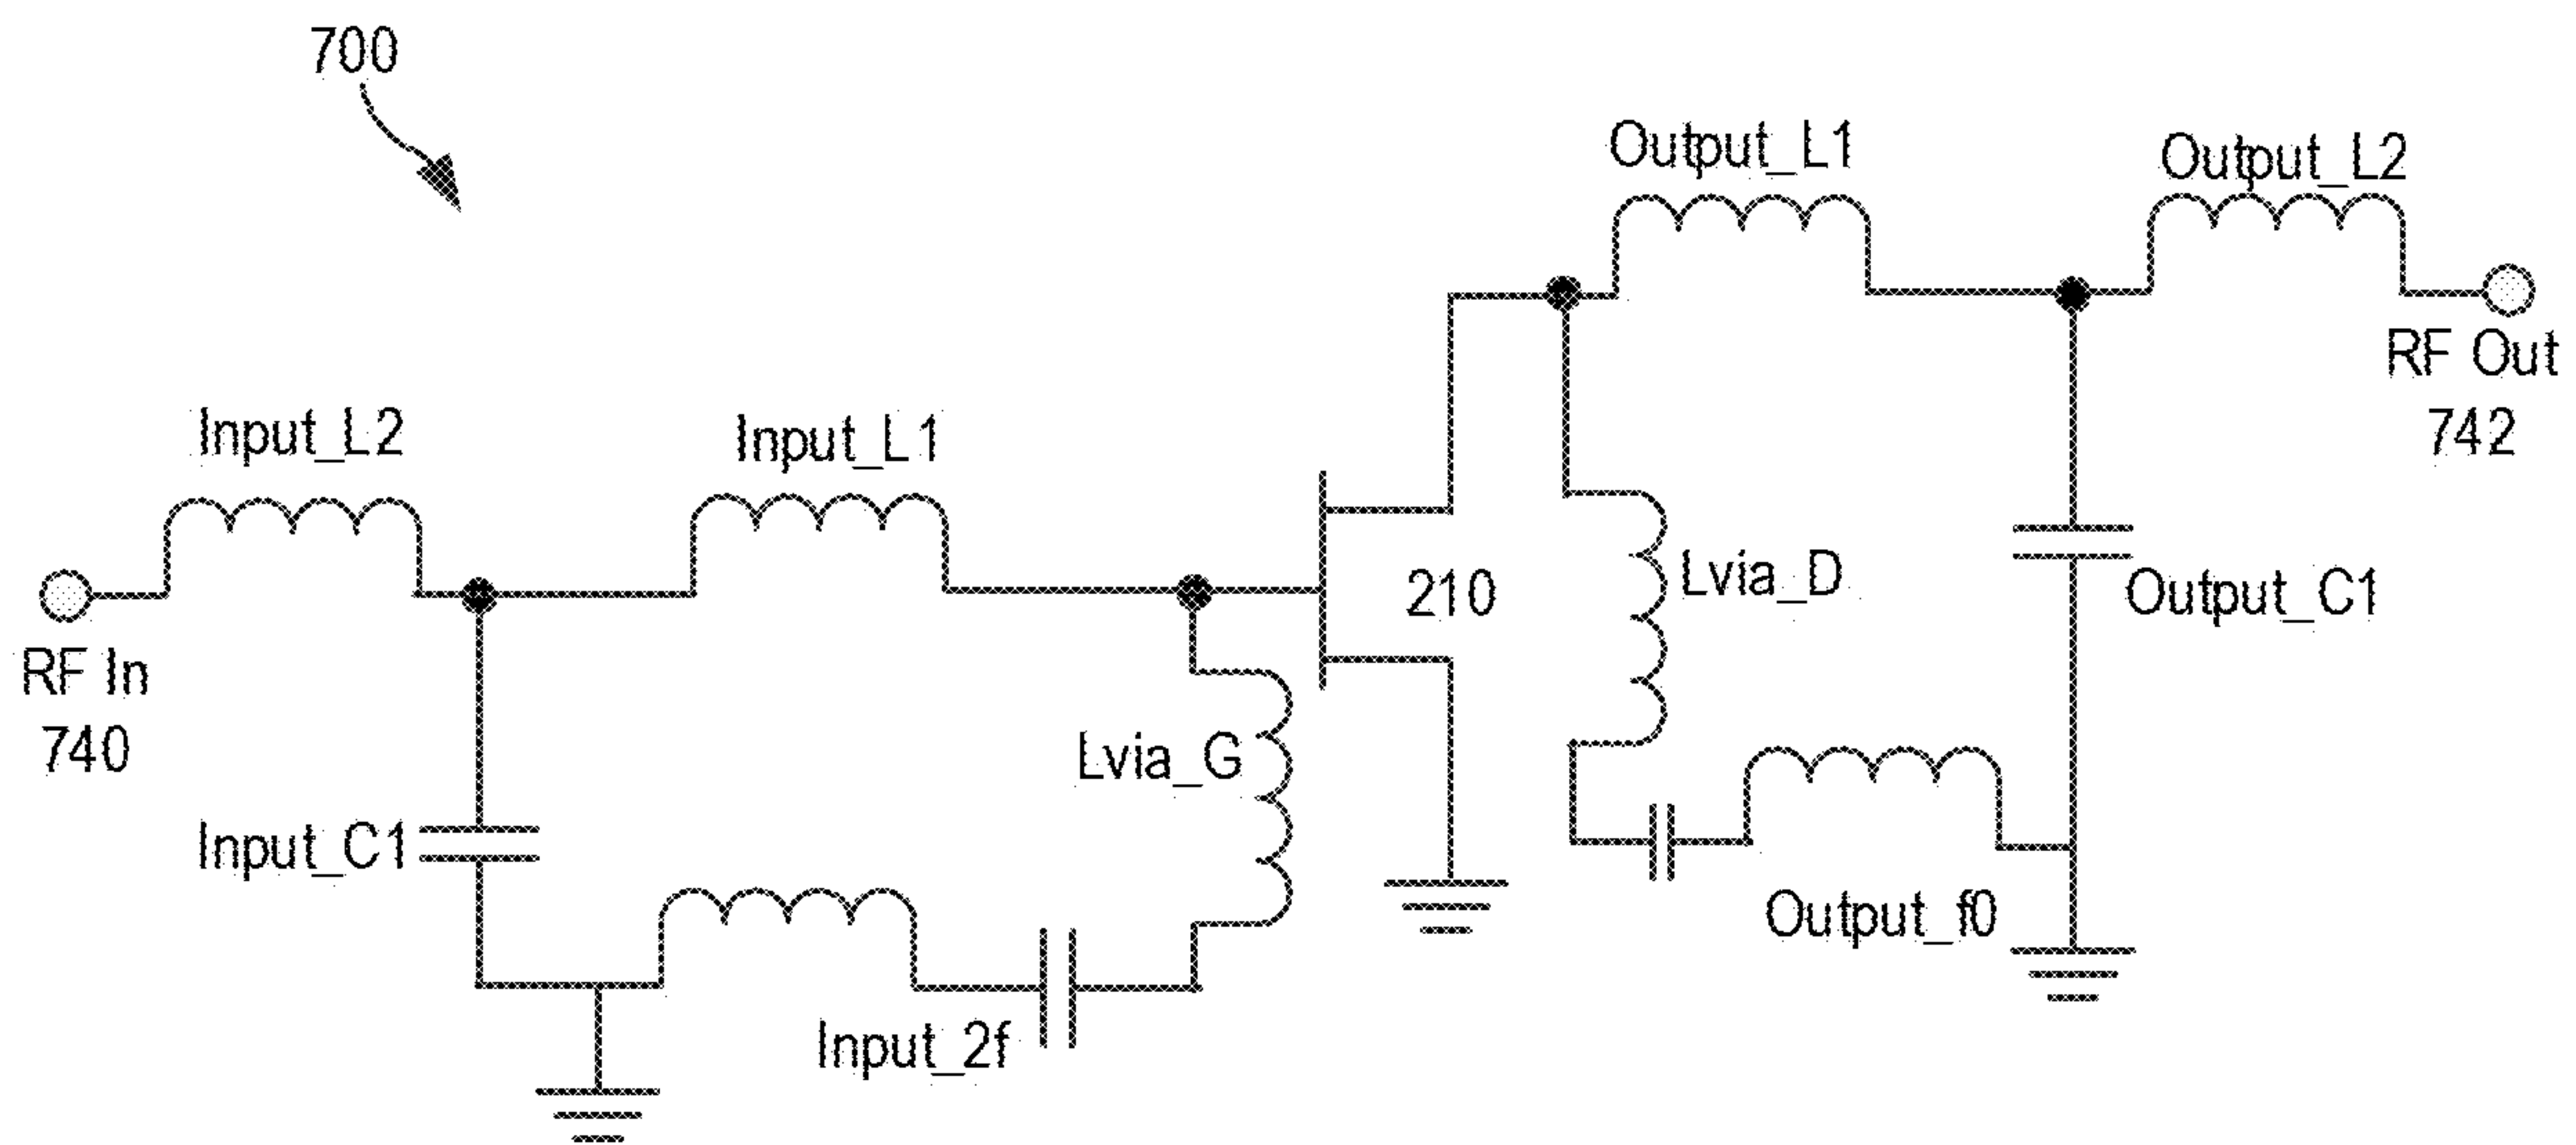 700
Output_L1
Output_L2
RF Out
742
Input_L2
Input_L1
210
Lvia_D
Output_C1
RF In
740
Lvia_G
Input_C1
Output_f0
Input_2f